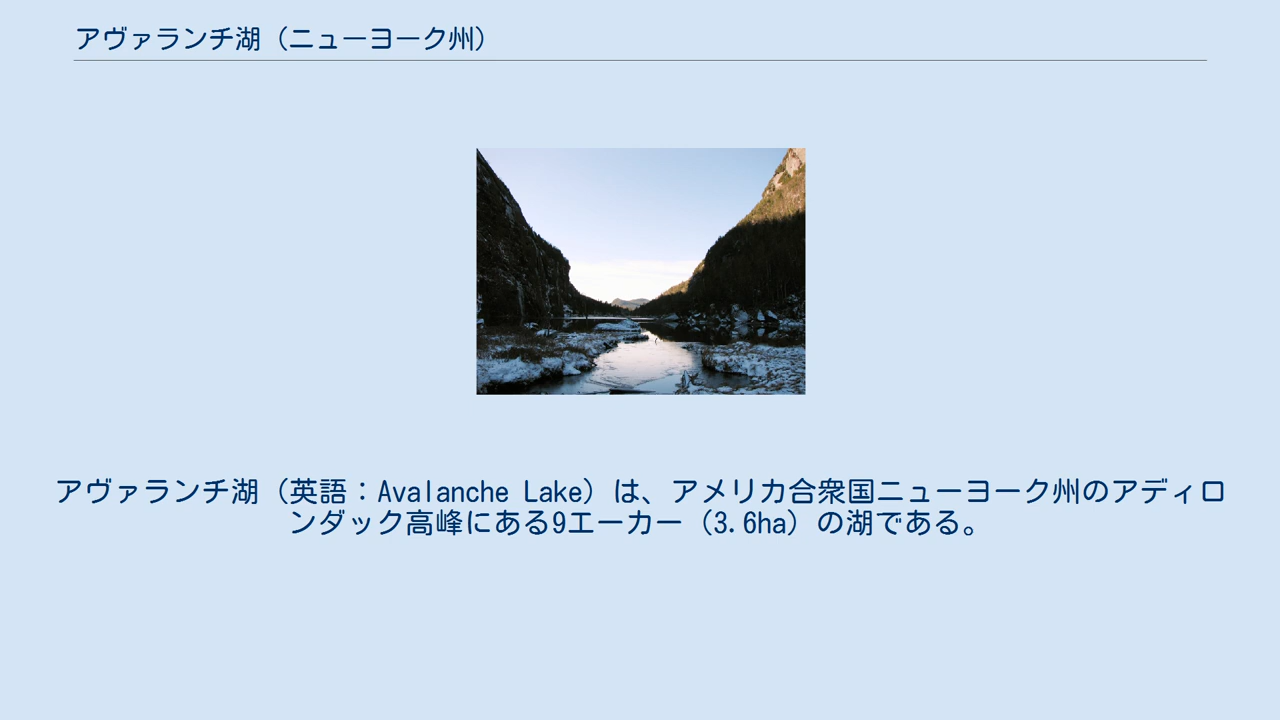 アヴァランチ湖（ニューヨーク州）
アヴァランチ湖（英語：Avalanche Lake）は、アメリカ合衆国ニューヨーク州のアディロ
ンダック高峰にある9エーカー（3.6ha）の湖である。